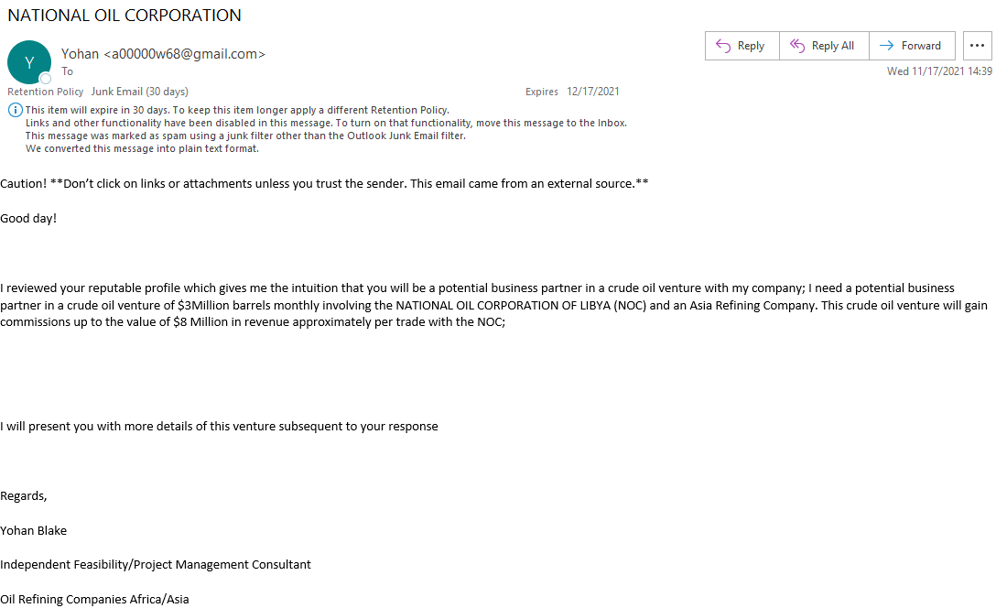 NATIONAL OIL CORPORATION
Y
Yohan <a00000w68@gmail.com>
To
Reply
Reply All
Forward
...
Wed 11/17/2021 14:39
Retention Policy Junk Email (30 days)
Expires 12/17/2021
This item will expire in 30 days. To keep this item longer apply a different Retention Policy.
Links and other functionality have been disabled in this message. To turn on that functionality, move this message to the Inbox.
This message was marked as spam using a junk filter other than the Outlook Junk Email filter.
We converted this message into plain text format.
Caution! **Don't click on links or attachments unless you trust the sender. This email came from an external source.**
Good day!
I reviewed your reputable profile which gives me the intuition that you will be a potential business partner in a crude oil venture with my company; I need a potential business
partner in a crude oil venture of $3Million barrels monthly involving the NATIONAL OIL CORPORATION OF LIBYA (NOC) and an Asia Refining Company. This crude oil venture will gain
commissions up to the value of $8 Million in revenue approximately per trade with the NOC;
I will present you with more details of this venture subsequent to your response
Regards,
Yohan Blake
Independent Feasibility/Project Management Consultant
Oil Refining Companies Africa/Asia